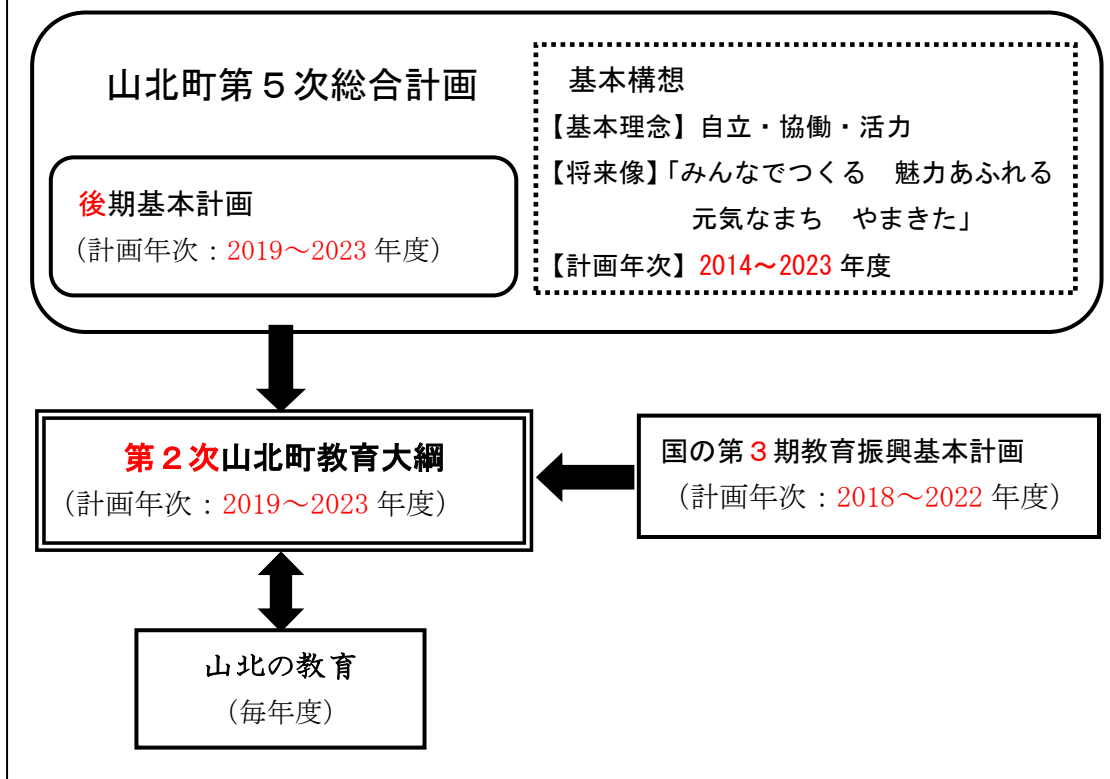 山北町第５次総合計画
基本構想
【基本理念】自立・協働・活力
【将来像】「みんなでつくる　魅力あふれる
元気なまち　やまきた」
【計画年次】2014～2023 年度
後期基本計画
（計画年次：2019～2023 年度）
第２次山北町教育大綱
（計画年次：2019～2023 年度）
国の第３期教育振興基本計画
（計画年次：2018～2022 年度）
山北の教育
（毎年度）